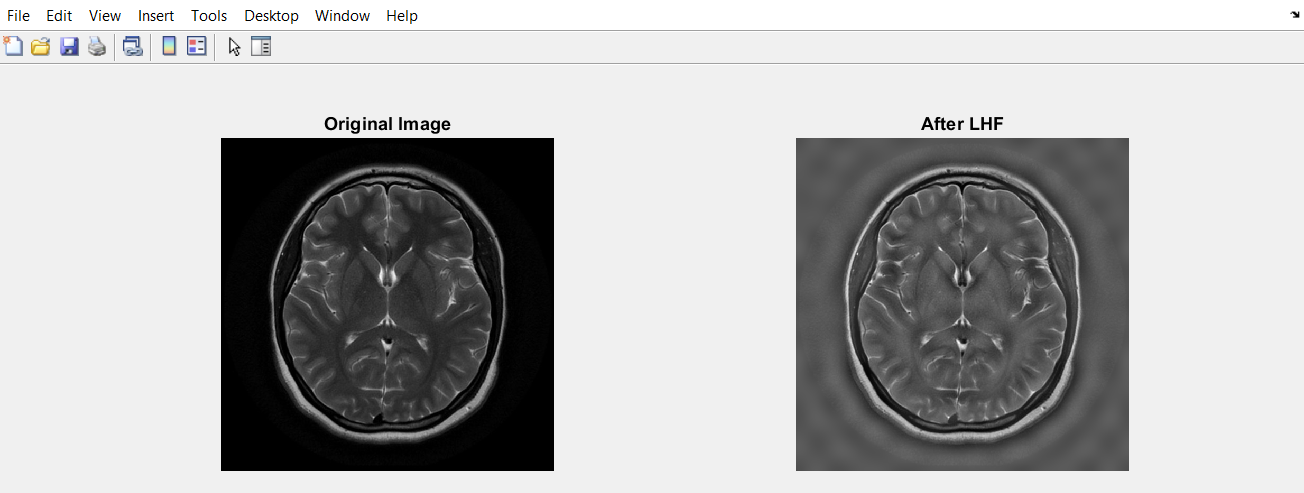 File Edit View Insert Tools Desktop Window Help
Original Image
After LHF